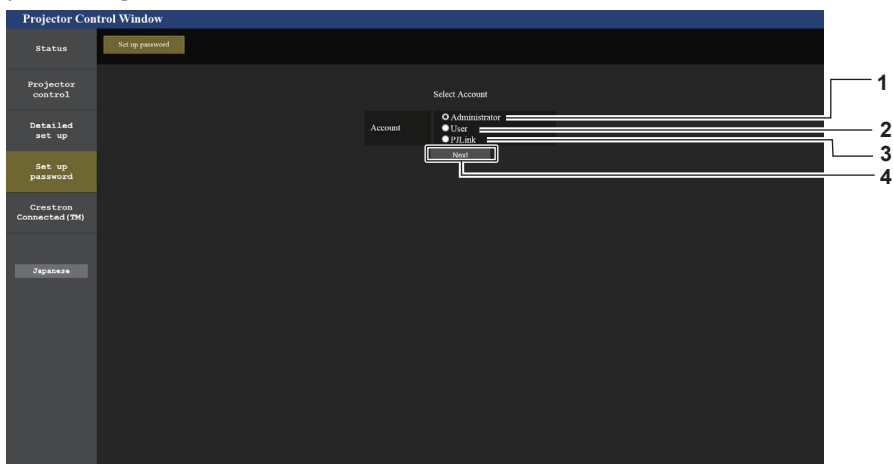 Projector Control Window
Status
Set up password
Projector
control
Detailed
set up
Set up
password
Crestron
Connected(TM)
Japanese
Select Account
Account
Administrator
User
PJLink
Next
1
2
3
4